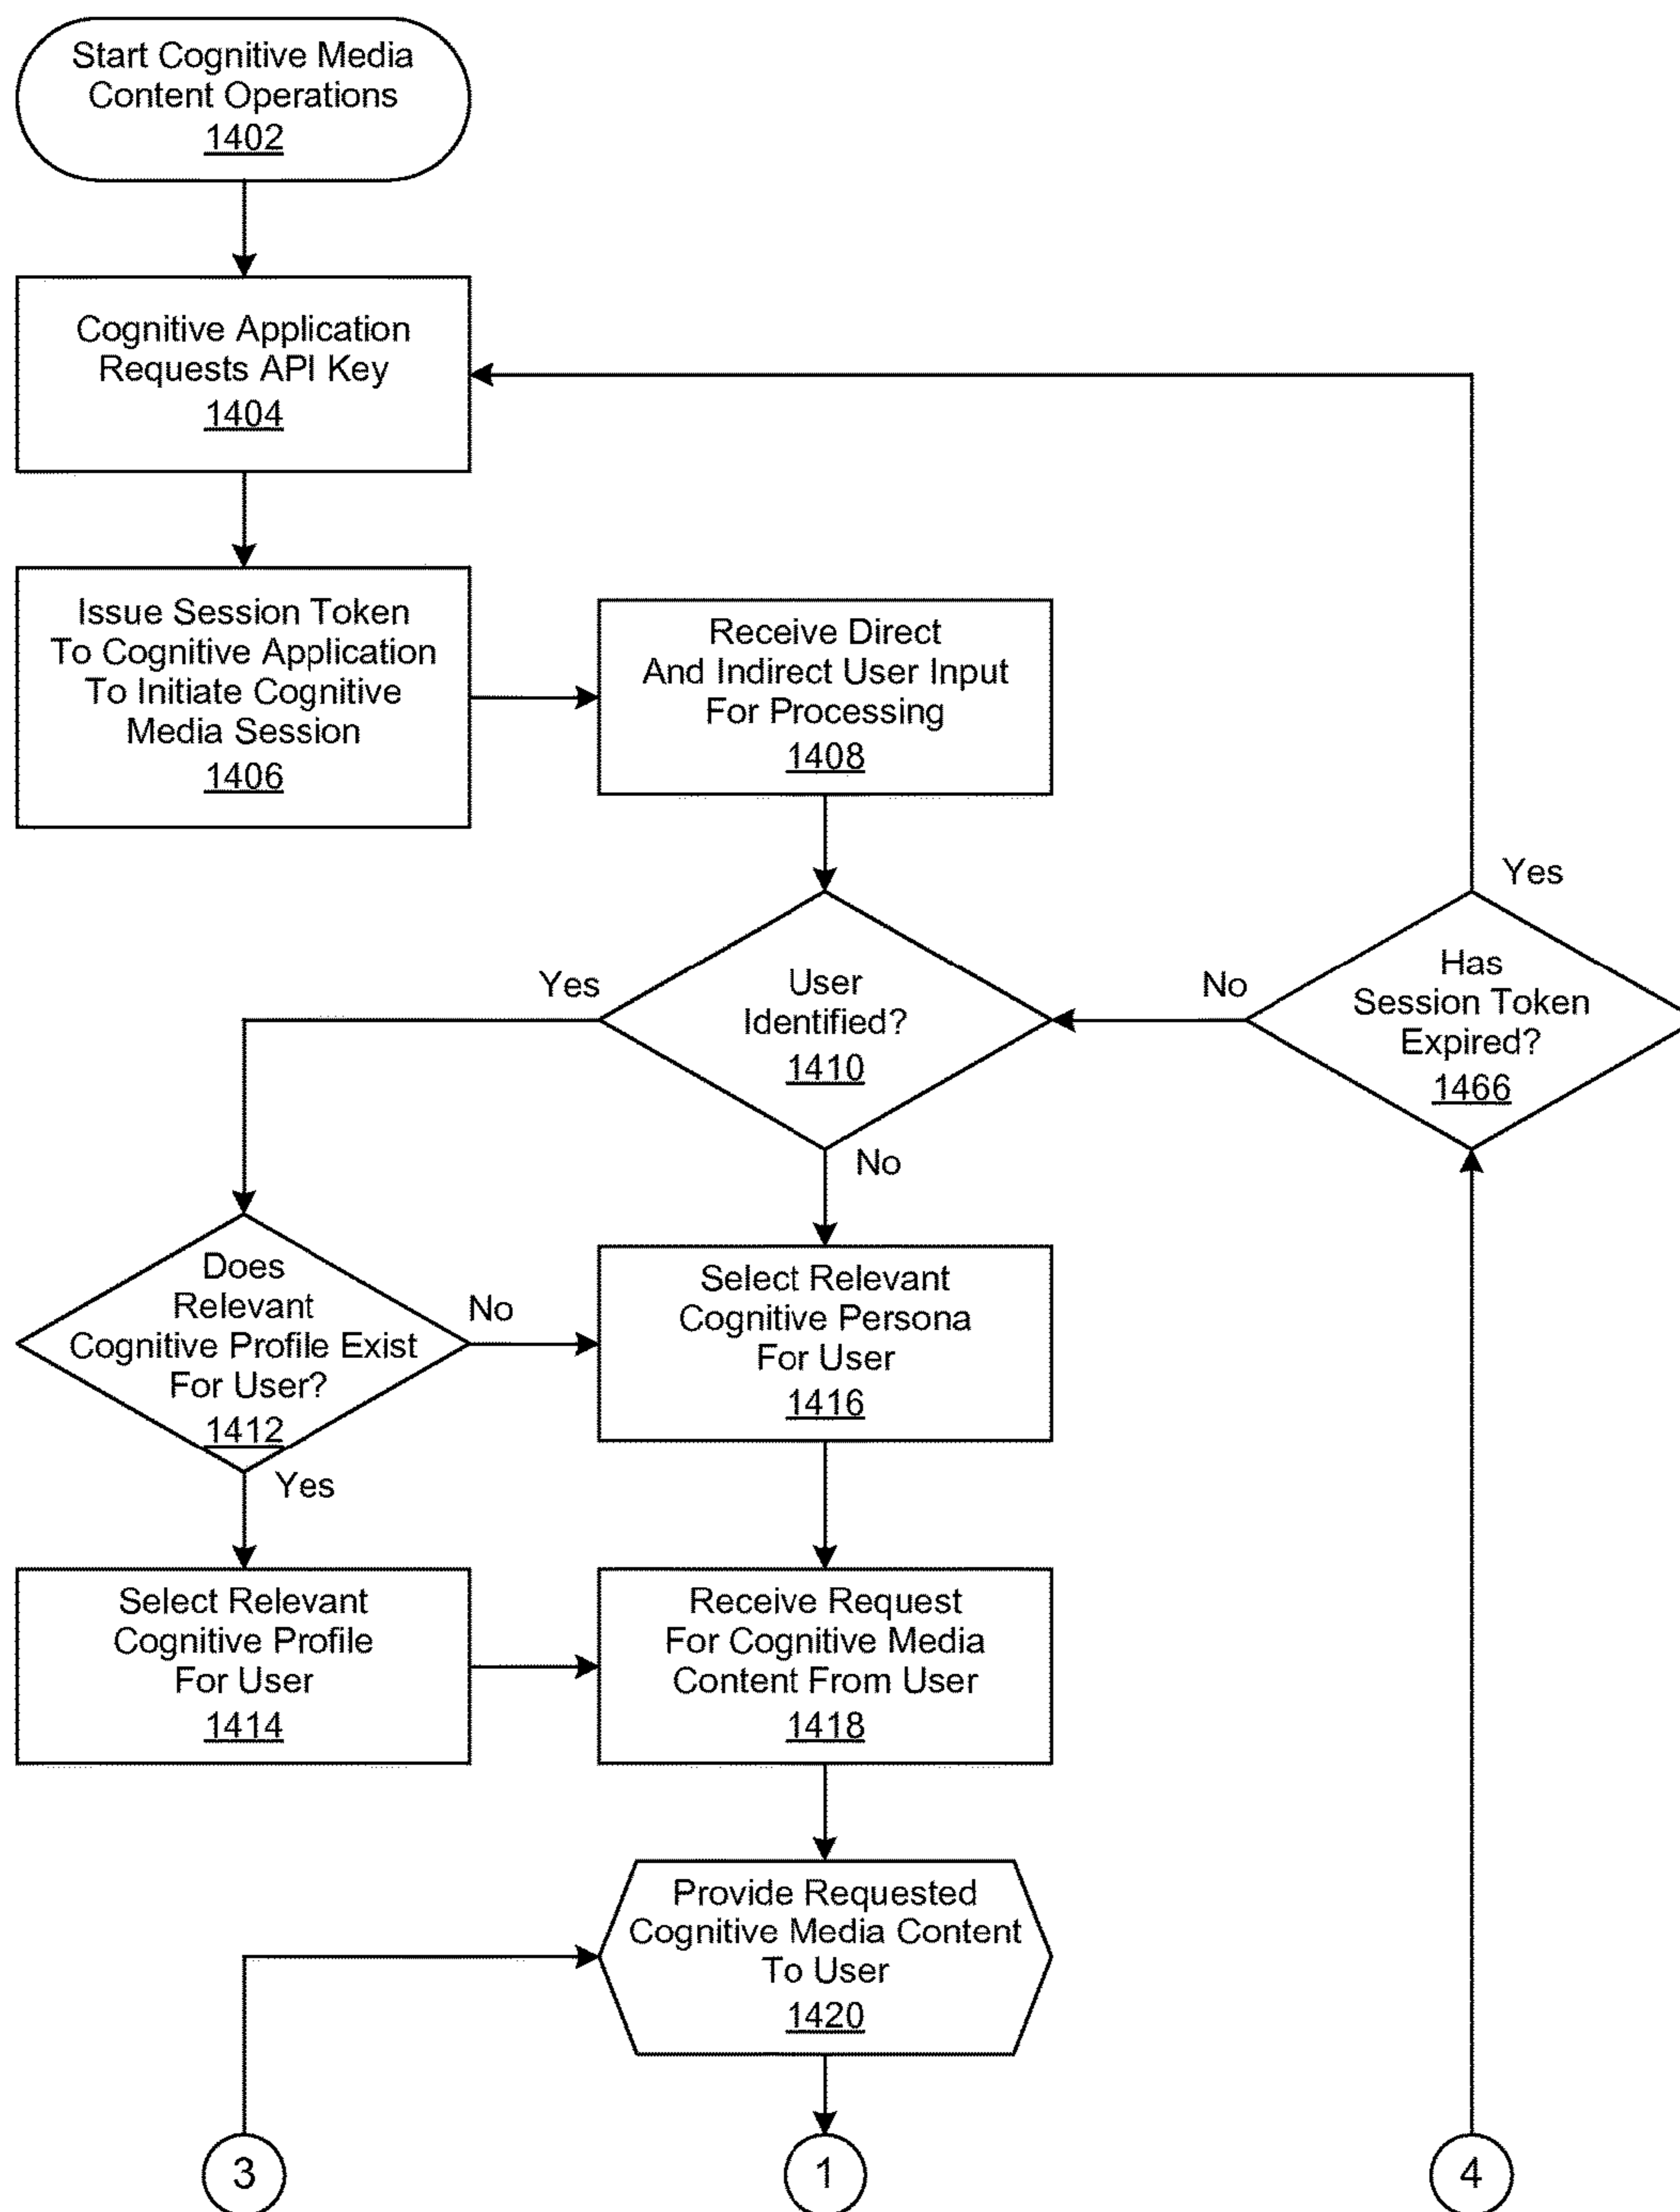 Start Cognitive Media
Content Operations
1402
Cognitive Application
Requests API Key
1404
Issue Session Token
To Cognitive Application
To Initiate Cognitive
Media Session
1406
Receive Direct
And Indirect User Input
For Processing
1408
Yes
User
Identified?
1410
No
No
Yes
Has
Session Token
Expired?
1466
Does
Relevant
Cognitive Profile Exist
For User?
1412
No
Yes
Select Relevant
Cognitive Persona
For User
1416
Select Relevant
Cognitive Profile
For User
1414
Receive Request
For Cognitive Media
Content From User
1418
Provide Requested
Cognitive Media Content
To User
1420
3
1
4